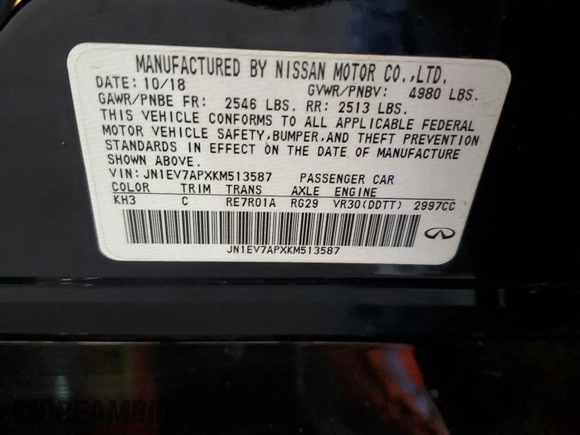 MANUFACTURED BY NISSAN MOTOR CO.,LTD.
DATE: 10/18 GVWR/PNBV: 4980 LBS.
GAWR/PNBE FR: 2546 LBS. RR: 2513 LBS.
THIS VEHICLE CONFORMS TO ALL APPLICABLE FEDERAL
MOTOR VEHICLE SAFETY,BUMPER,AND THEFT PREVENTION
STANDARDS IN EFFECT ON THE DATE OF MANUFACTURE
SHOWN ABOVE.
VIN: JN1EV7APXKM513587 PASSENGER CAR
COLOR TRIM TRANS AXLE ENGINE
KH3 C RE7R01A RG29 VR30(DDTT) 2997CC
JN1EV7APXKM513587